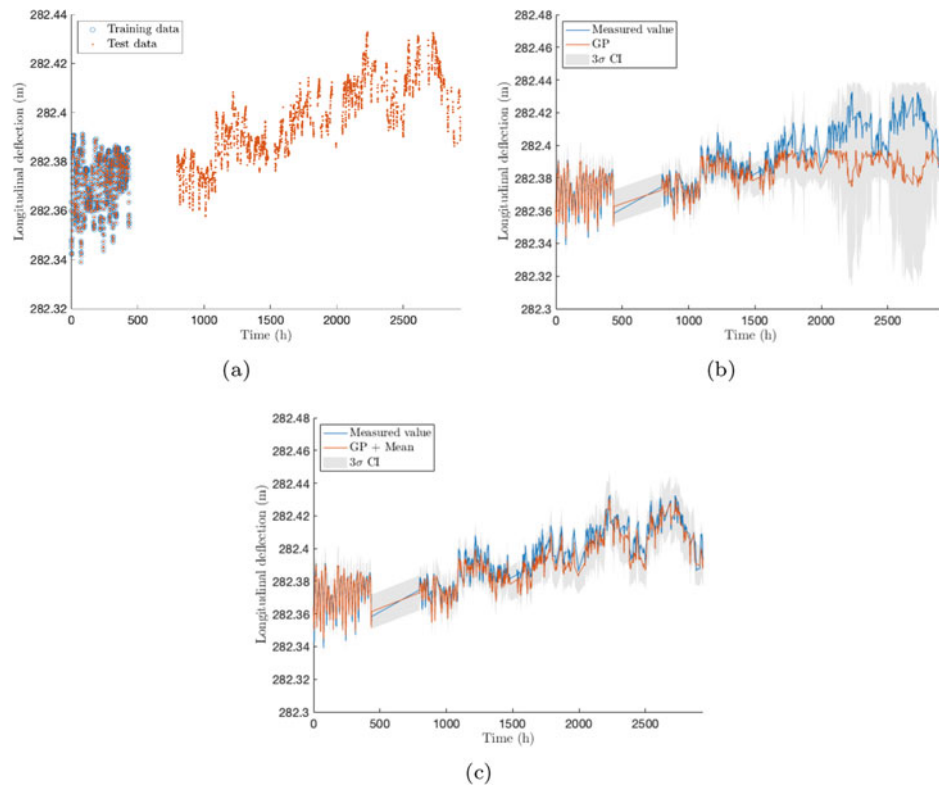 282.44
Training data
Test data
282.42
282.4
282.38
282.36
282.34
282.32
Longitudinal deflection (m)
0 500 1000 1500 2000 2500
Time (h)
(a)
282.48
Measured value
GP
3σ CI
282.46
282.44
282.42
282.4
282.38
282.36
282.34
282.32
282.3
Longitudinal deflection (m)
0 500 1000 1500 2000 2500
Time (h)
(b)
282.48
Measured value
GP + Mean
3σ CI
282.46
282.44
282.42
282.4
282.38
282.36
282.34
282.32
282.3
Longitudinal deflection (m)
0 500 1000 1500 2000 2500
Time (h)
(c)